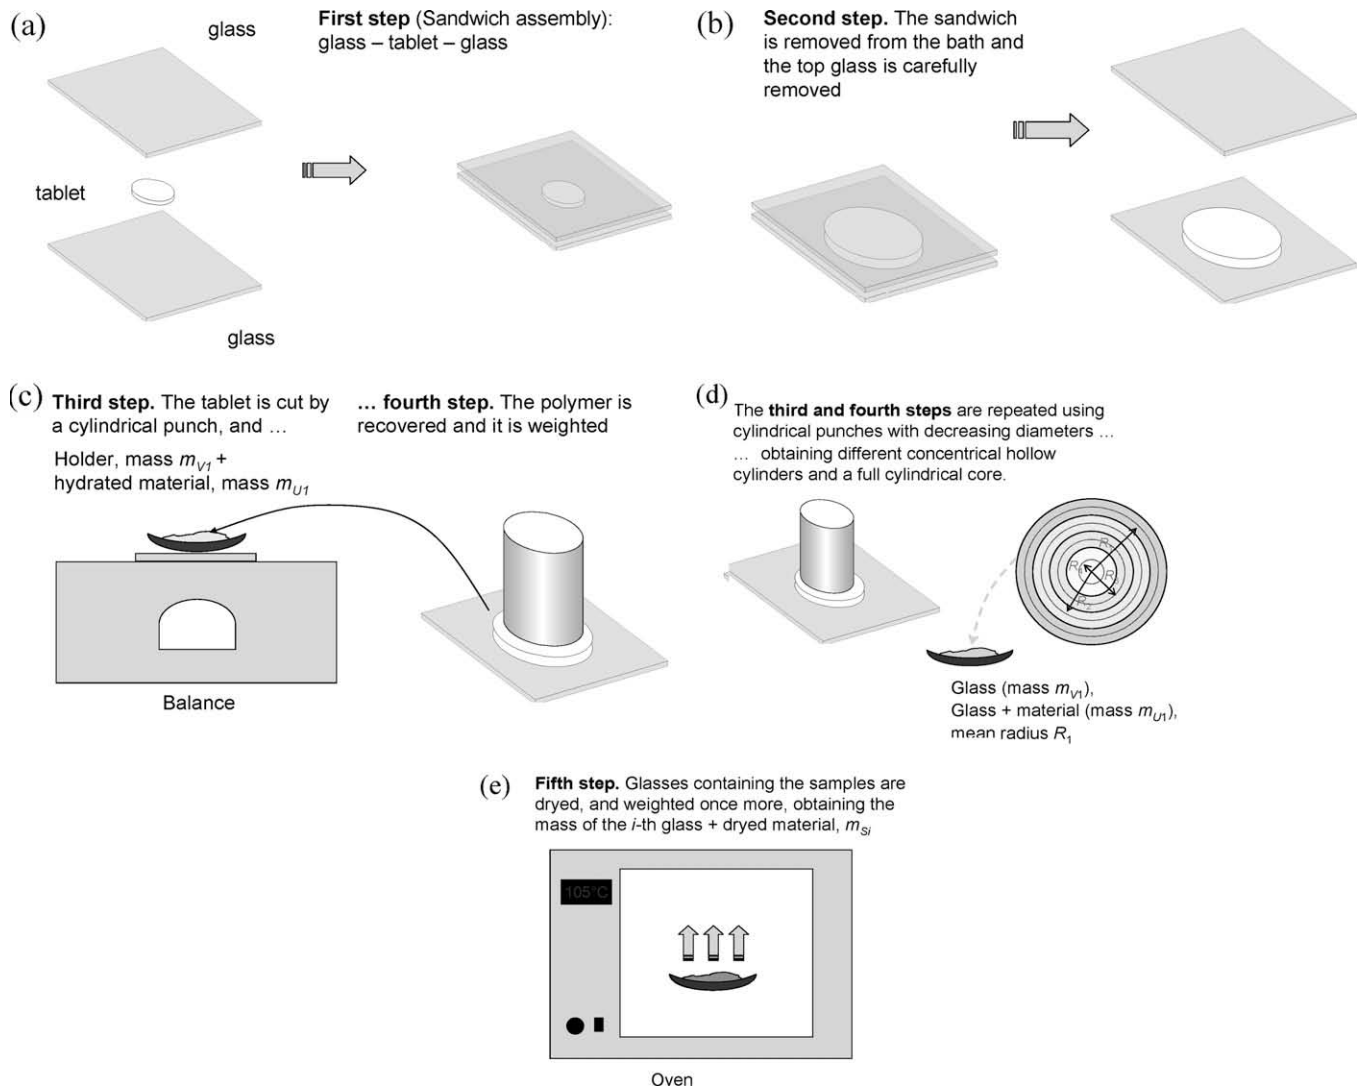 (a)
glass
First step (Sandwich assembly):
glass – tablet – glass
tablet
glass
(b)
Second step. The sandwich
is removed from the bath and
the top glass is carefully
removed
(c)
Third step. The tablet is cut by
a cylindrical punch, and ...
Holder, mass mV1 +
hydrated material, mass mU1
... fourth step. The polymer is
recovered and it is weighted
Balance
(d)
The third and fourth steps are repeated using
cylindrical punches with decreasing diameters ...
... obtaining different concentrical hollow
cylinders and a full cylindrical core.
R2
Glass (mass mV1),
Glass + material (mass mU1),
mean radius R1
(e)
Fifth step. Glasses containing the samples are
dryed, and weighted once more, obtaining the
mass of the i-th glass + dryed material, mSi
105°C
Oven